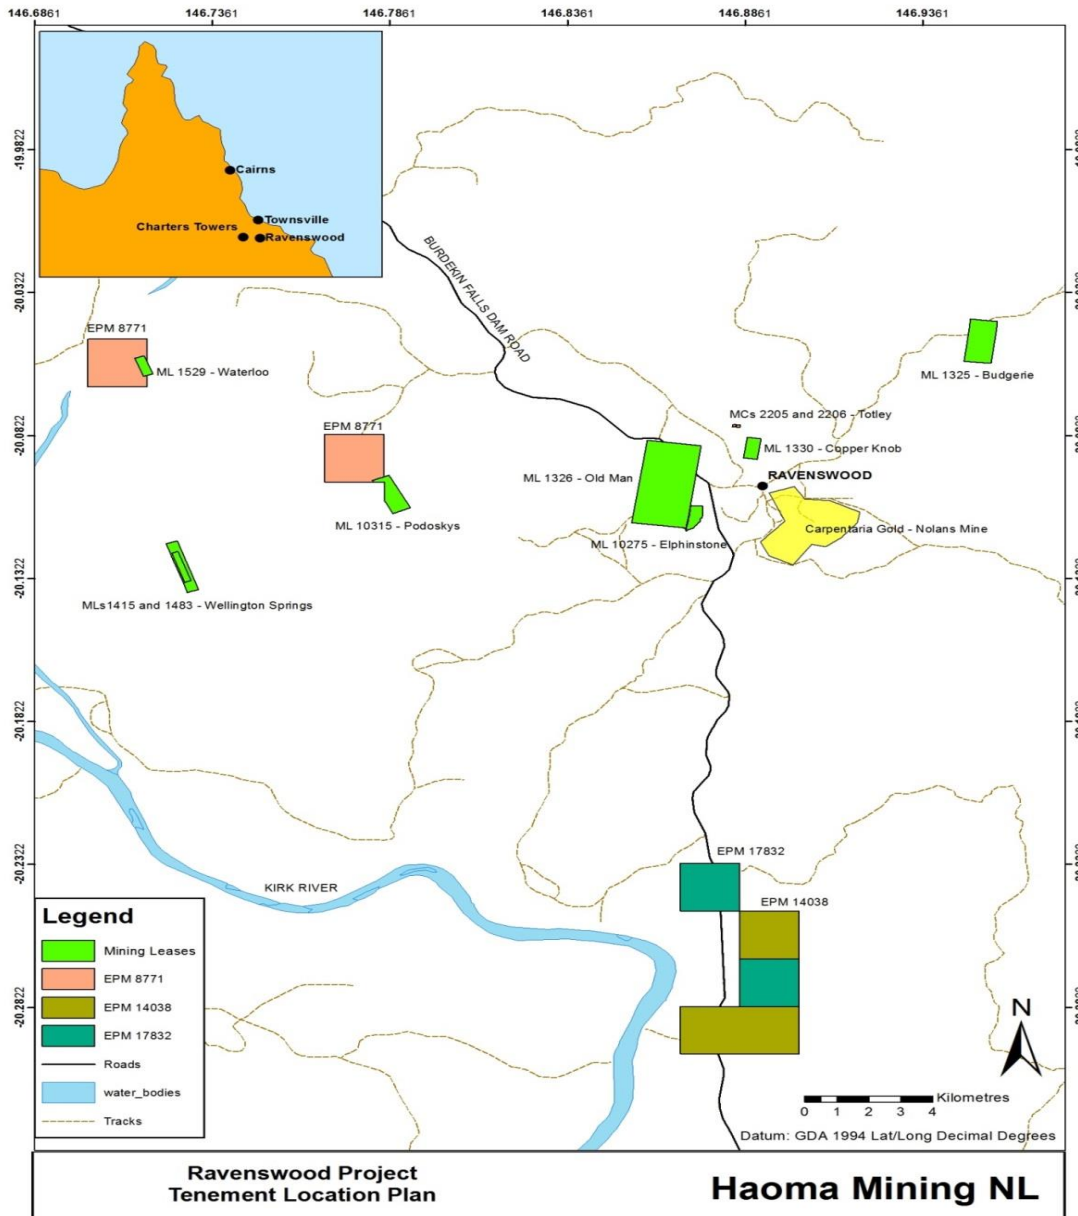 146.6861 146.7361 146.7861 146.8361 146.8861 146.9361
-19.9822
-20.0322
-20.0822
-20.1322
-20.1822
-20.2322
-20.2822
Cairns
Townsville
Charters Towers
Ravenswood
BURDEKIN FALLS DAM ROAD
EPM 8771
ML 1529 - Waterloo
ML 1325 - Budgerie
MCs 2205 and 2206 - Totley
EPM 8771
ML 1330 - Copper Knob
ML 1326 - Old Man
RAVENSWOOD
ML 10315 - Podoskys
Carpentaria Gold - Nolans Mine
ML 10275 - Elphinstone
MLs1415 and 1483 - Wellington Springs
EPM 17832
KIRK RIVER
EPM 14038
Legend
Mining Leases
EPM 8771
EPM 14038
EPM 17832
Roads
water_bodies
Tracks
N
Kilometres
0 1 2 3 4
Datum: GDA 1994 Lat/Long Decimal Degrees
Ravenswood Project
Tenement Location Plan
Haoma Mining NL